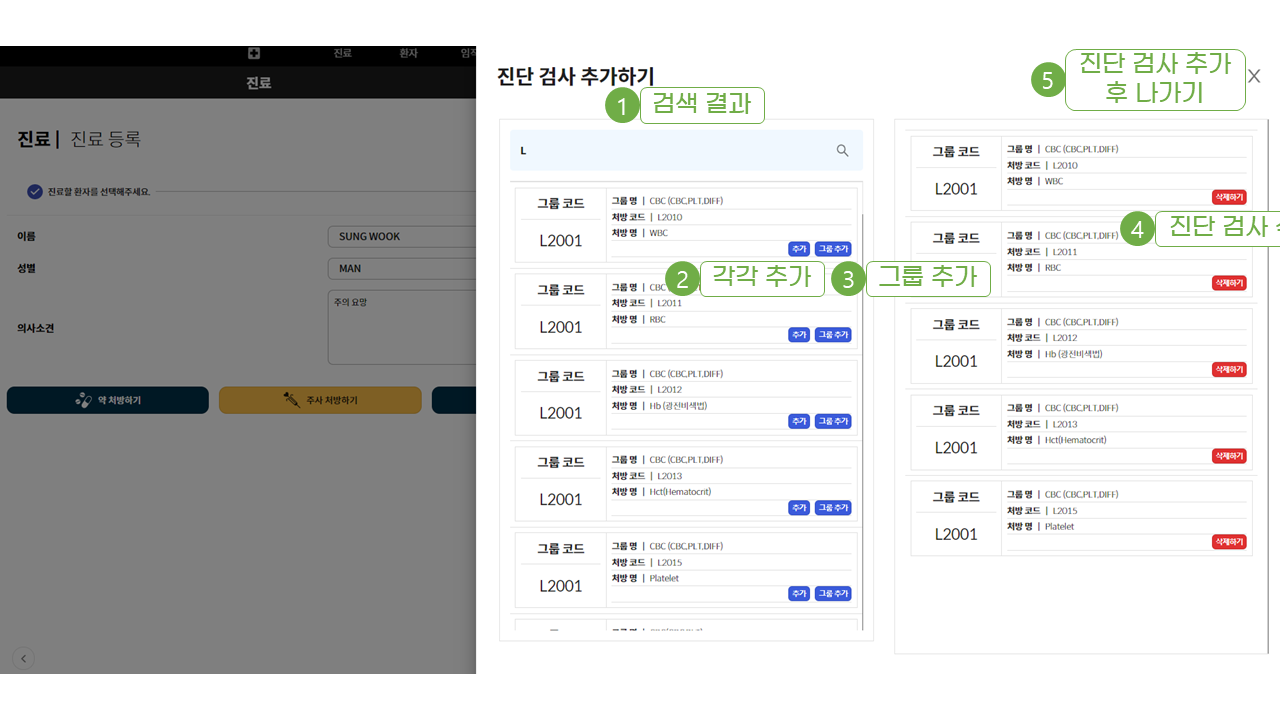 진료
환자
진료
진료 | 진료 등록
진료할 환자를 선택해주세요.
이름
SUNG WOOK
성별
MAN
의사소견
주의 요망
약 처방하기
주사 처방하기
진단 검사 추가하기
1 검색 결과
5 진단 검사 추가
후 나가기
L
그룹 코드
L2001
그룹 명 | CBC (CBC,PLT,DIFF)
처방 코드 | L2010
처방 명 | WBC
추가 그룹 추가
2 각각 추가
3 그룹 추가
그룹 코드
L2001
그룹 명 | CBC
처방 코드 | L2011
처방 명 | RBC
추가 그룹 추가
그룹 코드
L2001
그룹 명 | CBC (CBC,PLT,DIFF)
처방 코드 | L2012
처방 명 | Hb (광전비색법)
추가 그룹 추가
그룹 코드
L2001
그룹 명 | CBC (CBC,PLT,DIFF)
처방 코드 | L2013
처방 명 | Hct(Hematocrit)
추가 그룹 추가
그룹 코드
L2001
그룹 명 | CBC (CBC,PLT,DIFF)
처방 코드 | L2015
처방 명 | Platelet
추가 그룹 추가
그룹 코드
L2001
그룹 명 | CBC (CBC,PLT,DIFF)
처방 코드 | L2010
처방 명 | WBC
삭제하기
4 진단 검사
그룹 코드
L2001
그룹 명 | CBC (CBC,PLT,DIFF)
처방 코드 | L2011
처방 명 | RBC
삭제하기
그룹 코드
L2001
그룹 명 | CBC (CBC,PLT,DIFF)
처방 코드 | L2012
처방 명 | Hb (광전비색법)
삭제하기
그룹 코드
L2001
그룹 명 | CBC (CBC,PLT,DIFF)
처방 코드 | L2013
처방 명 | Hct(Hematocrit)
삭제하기
그룹 코드
L2001
그룹 명 | CBC (CBC,PLT,DIFF)
처방 코드 | L2015
처방 명 | Platelet
삭제하기